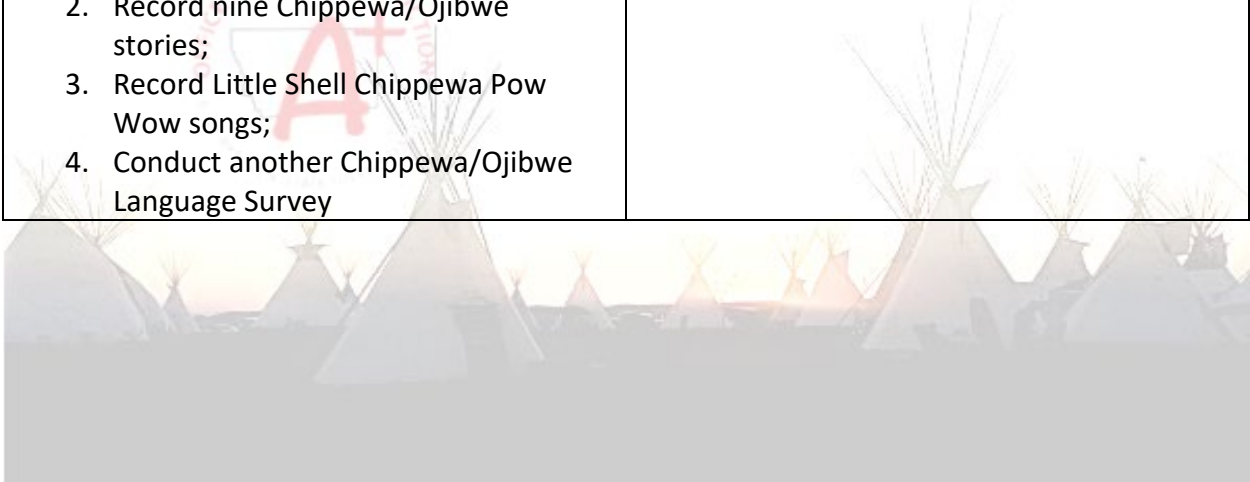 2. Record nine Chippewa/Ojibwe
stories;
3. Record Little Shell Chippewa Pow
Wow songs;
4. Conduct another Chippewa/Ojibwe
Language Survey
A+